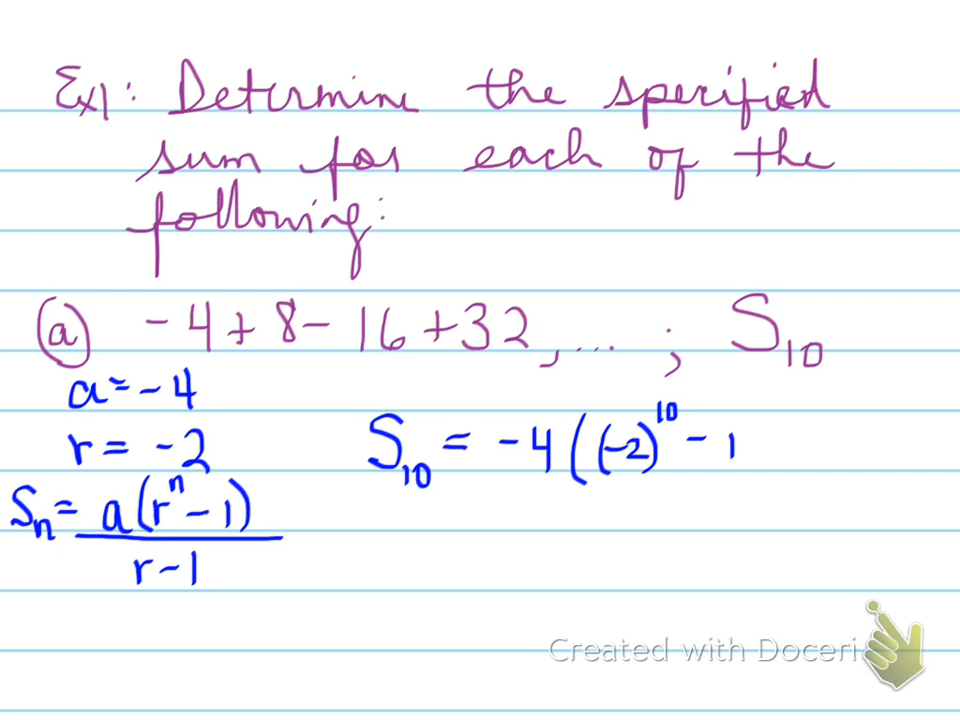 Ex1: Determine the specified
sum for each of the
following:
(a) -4+8-16+32,...; S₁₀
a=-4
r = -2
S₁₀ = -4((-2)¹⁰ - 1
Sₙ = a(rⁿ - 1)
r-1
Created with Doceri